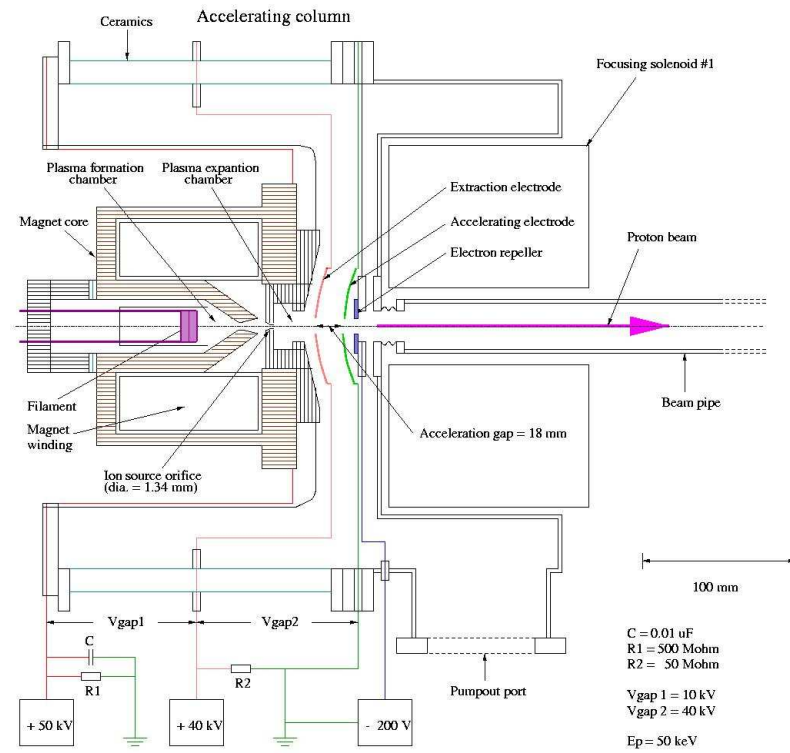 Accelerating column
Ceramics
Focusing solenoid #1
Plasma formation
chamber
Plasma expantion
chamber
Extraction electrode
Magnet core
Accelerating electrode
Electron repeller
Proton beam
Filament
Magnet
winding
Beam pipe
Acceleration gap = 18 mm
Ion source orifice
(dia. = 1.34 mm)
100 mm
Vgap1
Vgap2
C
R1
R2
+ 50 kV
+ 40 kV
- 200 V
Pumpout port
C = 0.01 uF
R1 = 500 Mohm
R2 = 50 Mohm
Vgap 1 = 10 kV
Vgap 2 = 40 kV
Ep = 50 keV